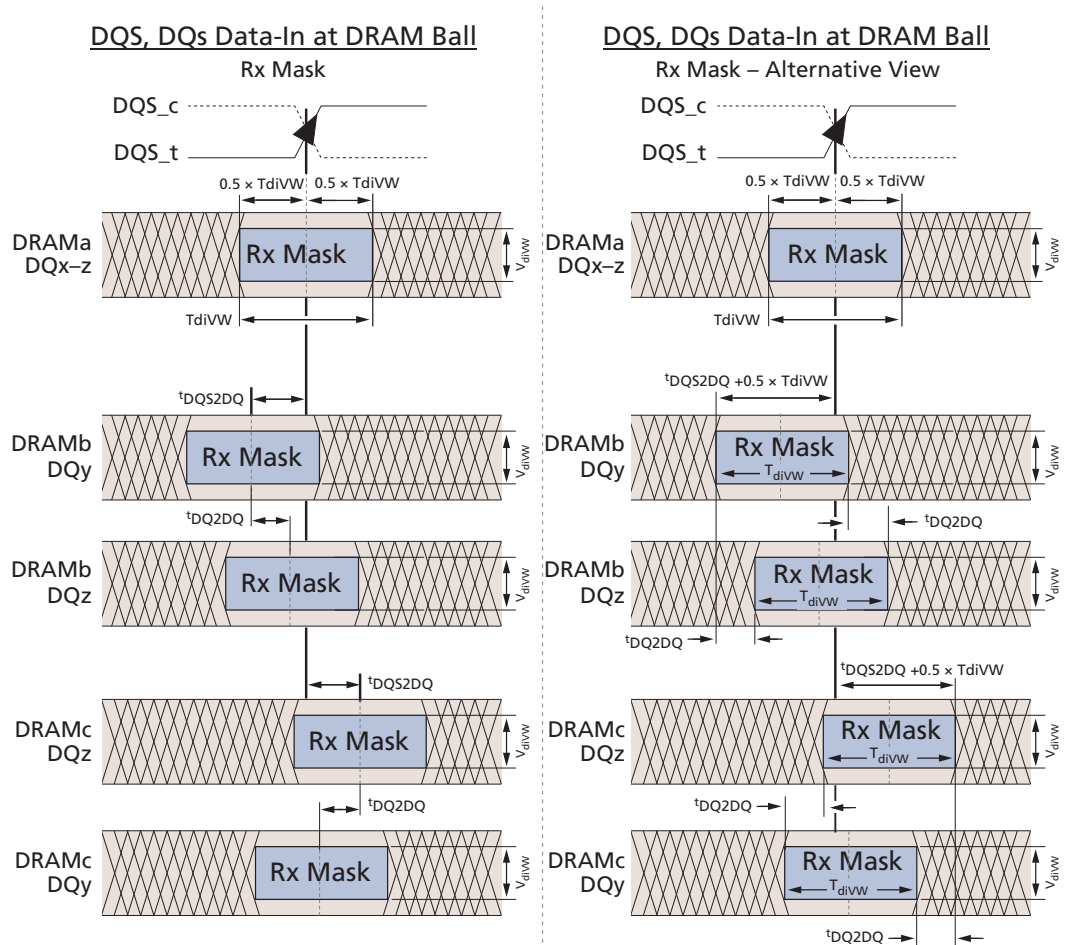 DQS, DQs Data-In at DRAM Ball
Rx Mask
DQS_c
DQS_t
0.5 × TdiVW
0.5 × TdiVW
DRAMa
DQx–z
Rx Mask
VdiVW
TdiVW
tDQS2DQ
DRAMb
DQy
Rx Mask
VdiVW
tDQ2DQ
DRAMb
DQz
Rx Mask
VdiVW
tDQS2DQ
DRAMc
DQz
Rx Mask
VdiVW
tDQ2DQ
DRAMc
DQy
Rx Mask
VdiVW
DQS, DQs Data-In at DRAM Ball
Rx Mask – Alternative View
DQS_c
DQS_t
0.5 × TdiVW
0.5 × TdiVW
DRAMa
DQx–z
Rx Mask
VdiVW
TdiVW
tDQS2DQ +0.5 × TdiVW
DRAMb
DQy
Rx Mask
TdiVW
VdiVW
tDQ2DQ
DRAMb
DQz
Rx Mask
TdiVW
VdiVW
tDQ2DQ
tDQS2DQ +0.5 × TdiVW
DRAMc
DQz
Rx Mask
TdiVW
VdiVW
tDQ2DQ
DRAMc
DQy
Rx Mask
TdiVW
VdiVW
tDQ2DQ